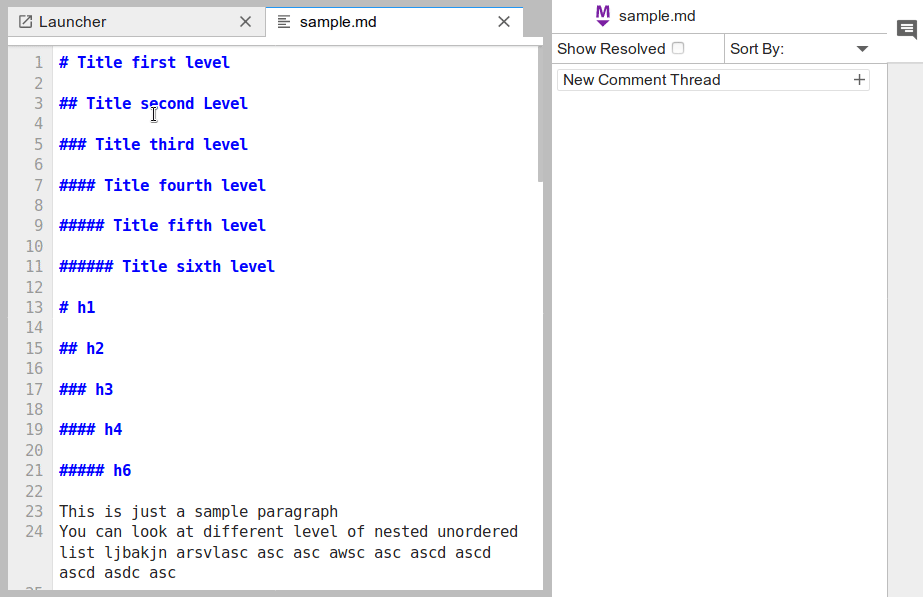 Launcher
sample.md
1 # Title first level
2
3 ## Title second Level
4
5 ### Title third level
6
7 #### Title fourth level
8
9 ##### Title fifth level
10
11 ###### Title sixth level
12
13 # h1
14
15 ## h2
16
17 ### h3
18
19 #### h4
20
21 ##### h6
22
23 This is just a sample paragraph
24 You can look at different level of nested unordered
list ljbakjn arsvlasc asc asc awsc asc ascd ascd
ascd asdc asc
M sample.md
Show Resolved
Sort By:
New Comment Thread +